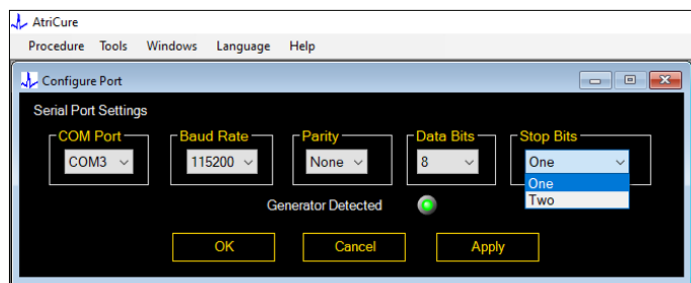 AtriCure
Procedure Tools Windows Language Help
Configure Port
Serial Port Settings
COM Port Baud Rate Parity Data Bits Stop Bits
COM3 115200 None 8 One
One
Two
Generator Detected
OK Cancel Apply